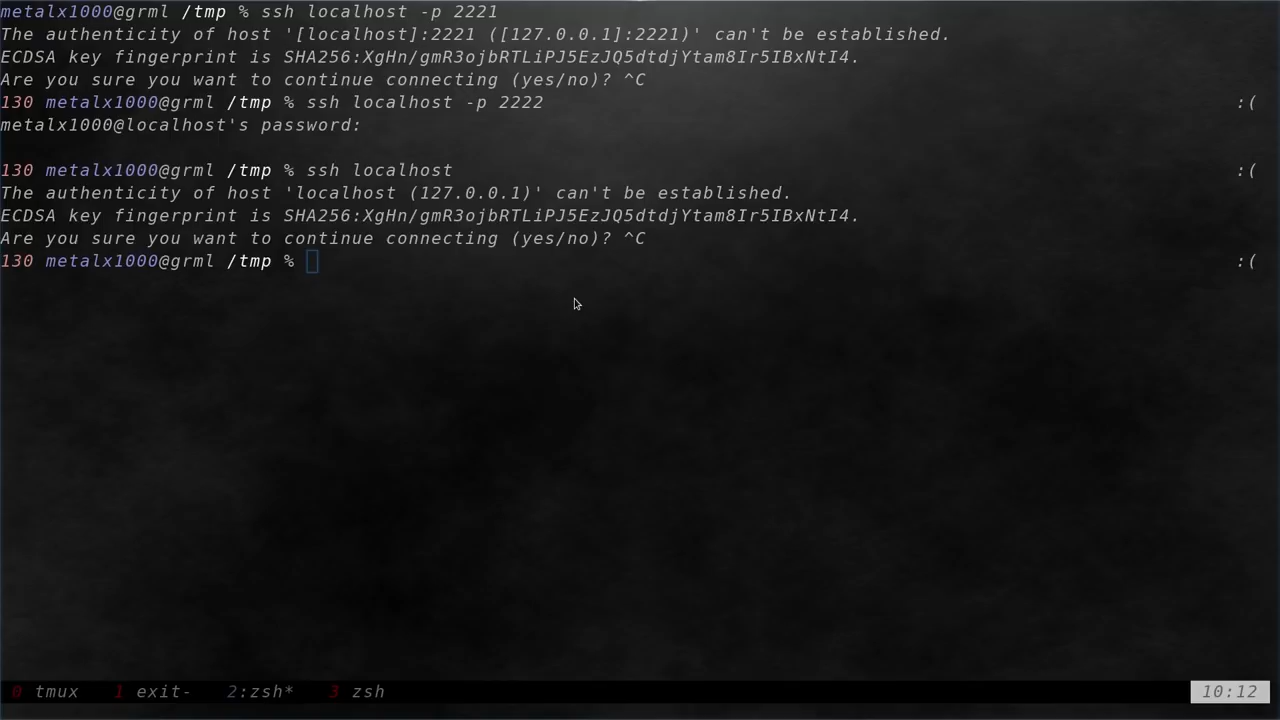 metalx1000@grml /tmp % ssh localhost -p 2221
The authenticity of host '[localhost]:2221 ([127.0.0.1]:2221)' can't be established.
ECDSA key fingerprint is SHA256:XgHn/gmR3ojbRTLiPJ5EzJQ5dtdjYtam8Ir5IBxNtI4.
Are you sure you want to continue connecting (yes/no)? ^C
130 metalx1000@grml /tmp % ssh localhost -p 2222 :(
metalx1000@localhost's password:
130 metalx1000@grml /tmp % ssh localhost :(
The authenticity of host 'localhost (127.0.0.1)' can't be established.
ECDSA key fingerprint is SHA256:XgHn/gmR3ojbRTLiPJ5EzJQ5dtdjYtam8Ir5IBxNtI4.
Are you sure you want to continue connecting (yes/no)? ^C
130 metalx1000@grml /tmp % :(
0 tmux 1 exit- 2:zsh* 3 zsh 10:12